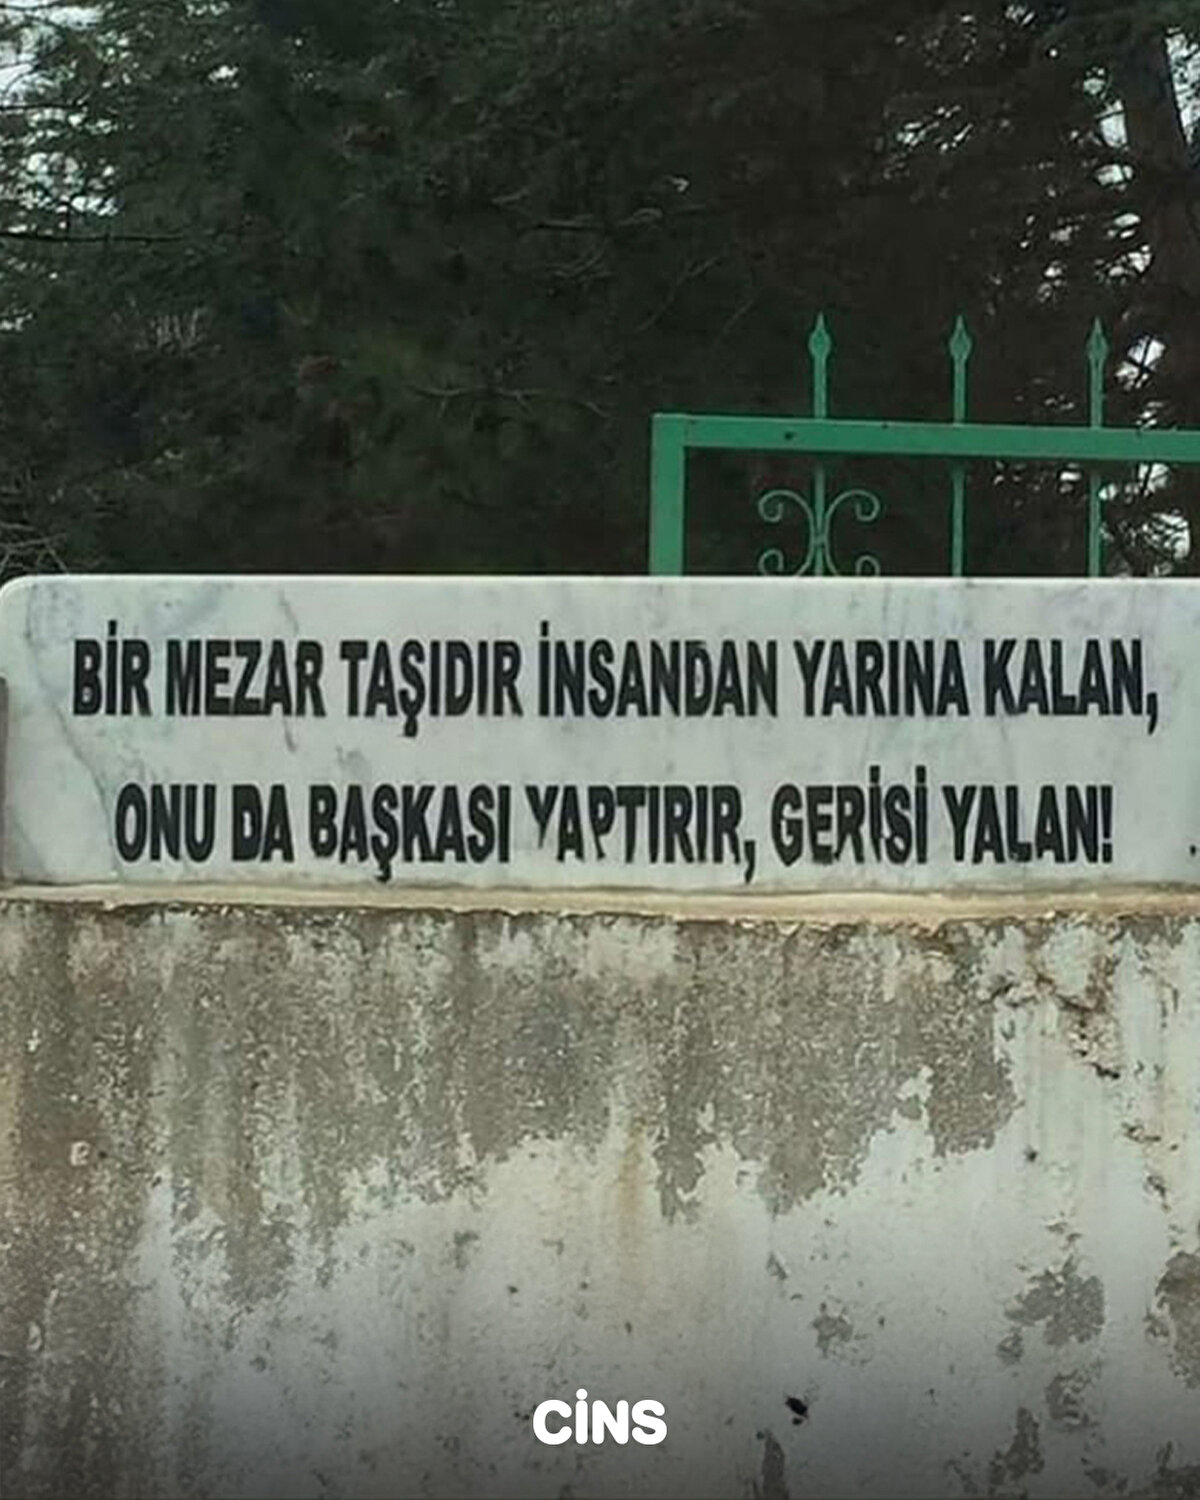 BİR MEZAR TAŞIDIR İNSANDAN YARINA KALAN,
ONU DA BAŞKASI YAPTIRIR, GERİSİ YALAN!
CİNS